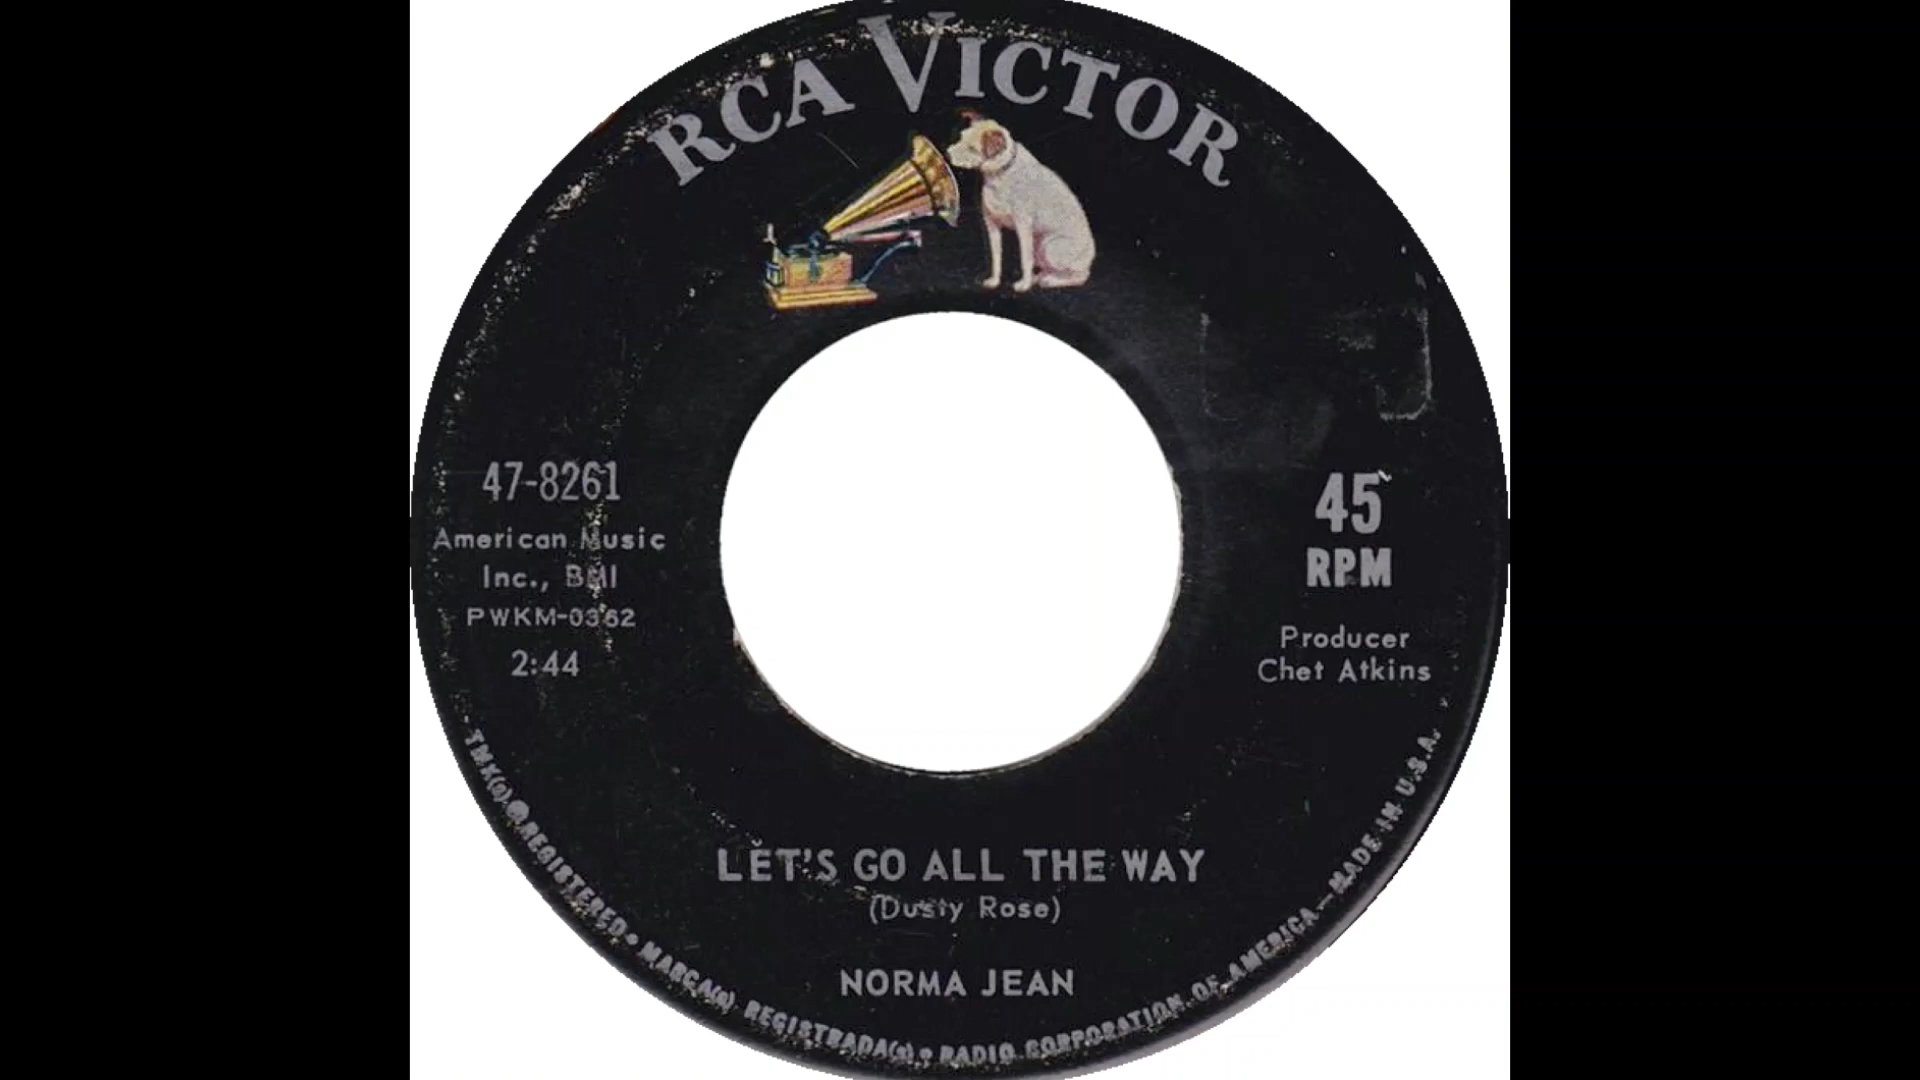 RCA VICTOR
47-8261
American Music
Inc., BMI
PWKM-0362
2:44
45
RPM
Producer
Chet Atkins
LET'S GO ALL THE WAY
(Dusty Rose)
NORMA JEAN
TMK(s) ® REGISTERED • MARCA(s) REGISTRADA(s) • RADIO CORPORATION OF AMERICA—MADE IN U.S.A.